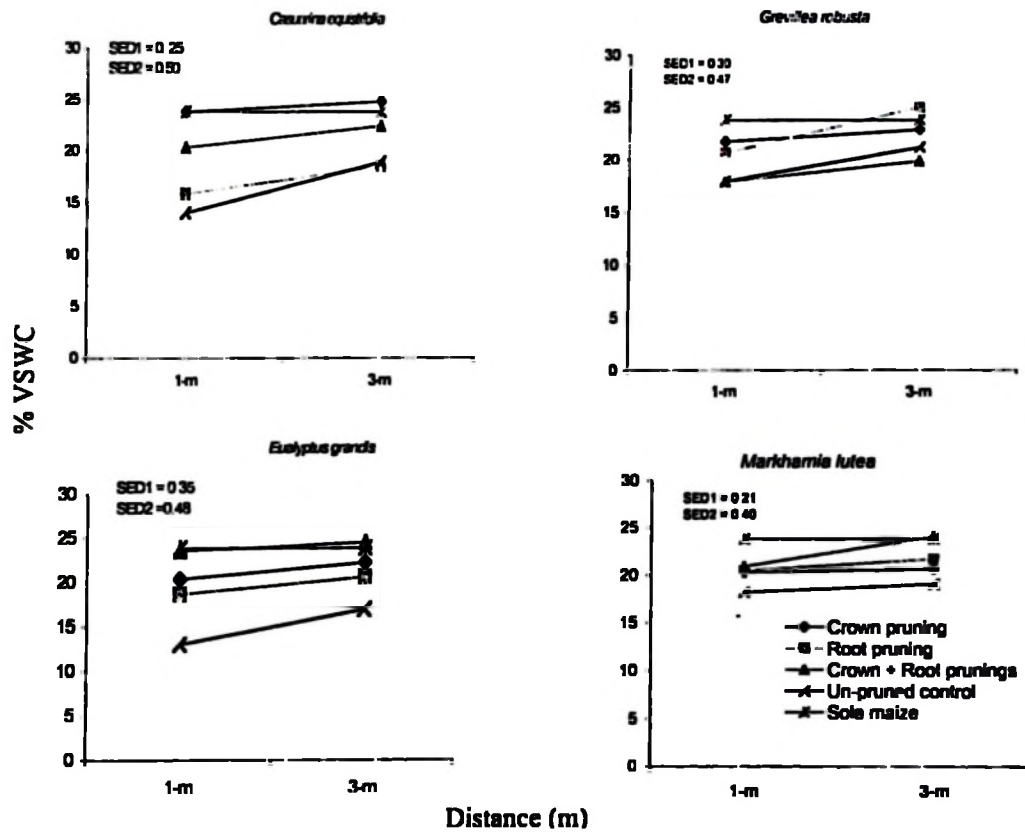 Casuarina equistifolia
30
25
20
15
10
5
0
SED1 = 0.25
SED2 = 0.50
1-m
3-m
Grevillea robusta
30
25
20
15
10
5
0
SED1 = 0.30
SED2 = 0.47
1-m
3-m
% VSWC
Eualyptus grandis
30
25
20
15
10
5
0
SED1 = 0.35
SED2 = 0.48
1-m
3-m
Markhamia lutea
30
25
20
15
10
5
0
SED1 = 0.21
SED2 = 0.40
Crown pruning
Root pruning
Crown + Root prunings
Un-pruned control
Sole maize
1-m
3-m
Distance (m)